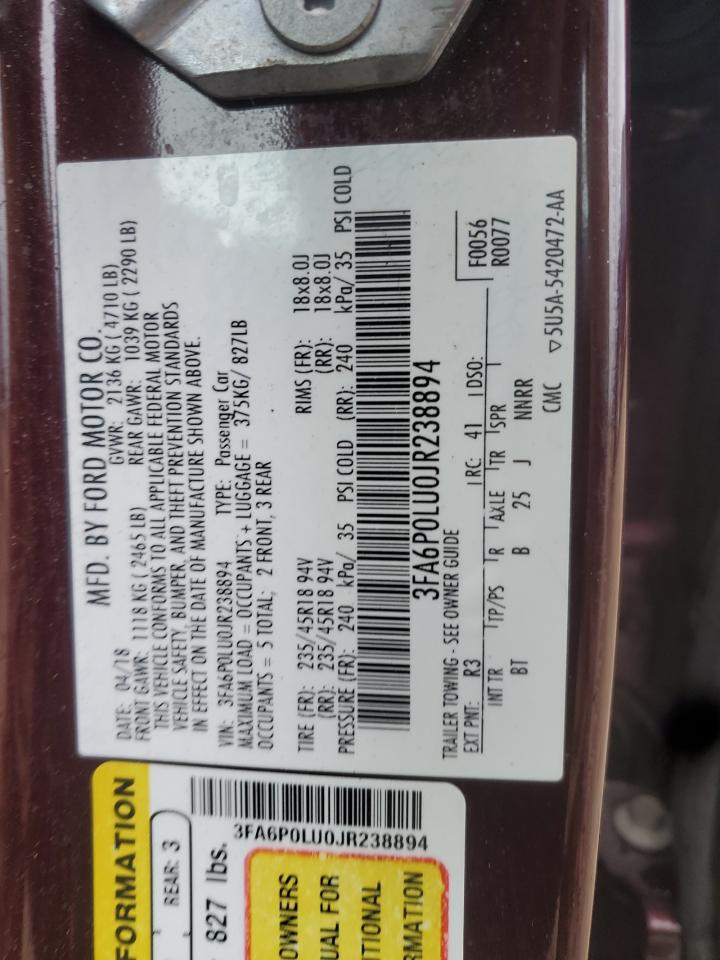 MFD. BY FORD MOTOR CO.
DATE: 04/18 GVWR: 2136 KG ( 4710 LB)
FRONT GAWR: 1118 KG ( 2465 LB) REAR GAWR: 1039 KG ( 2290 LB)
THIS VEHICLE CONFORMS TO ALL APPLICABLE FEDERAL MOTOR
VEHICLE SAFETY, BUMPER, AND THEFT PREVENTION STANDARDS
IN EFFECT ON THE DATE OF MANUFACTURE SHOWN ABOVE.
VIN: 3FA6P0LU0JR238894 TYPE: Passenger Car
MAXIMUM LOAD = OCCUPANTS + LUGGAGE = 375KG/ 827LB
OCCUPANTS = 5 TOTAL; 2 FRONT, 3 REAR
TIRE (FR): 235/45R18 94V RIMS (FR): 18x8.0J
(RR): 235/45R18 94V (RR): 18x8.0J
PRESSURE (FR): 240 kPa/ 35 PSI COLD (RR): 240 kPa/ 35 PSI COLD
3FA6P0LU0JR238894
TRAILER TOWING - SEE OWNER GUIDE
EXT PNT: R3 RC: 41 DSO: F0056
R0077
INT TR TP/PS R AXLE TR SPR
BT B 25 J NNRR
CMC ▽5U5A-5420472-AA
FORMATION
REAR: 3
827 lbs.
3FA6P0LU0JR238894
OWNERS
UAL FOR
ITIONAL
RMATION